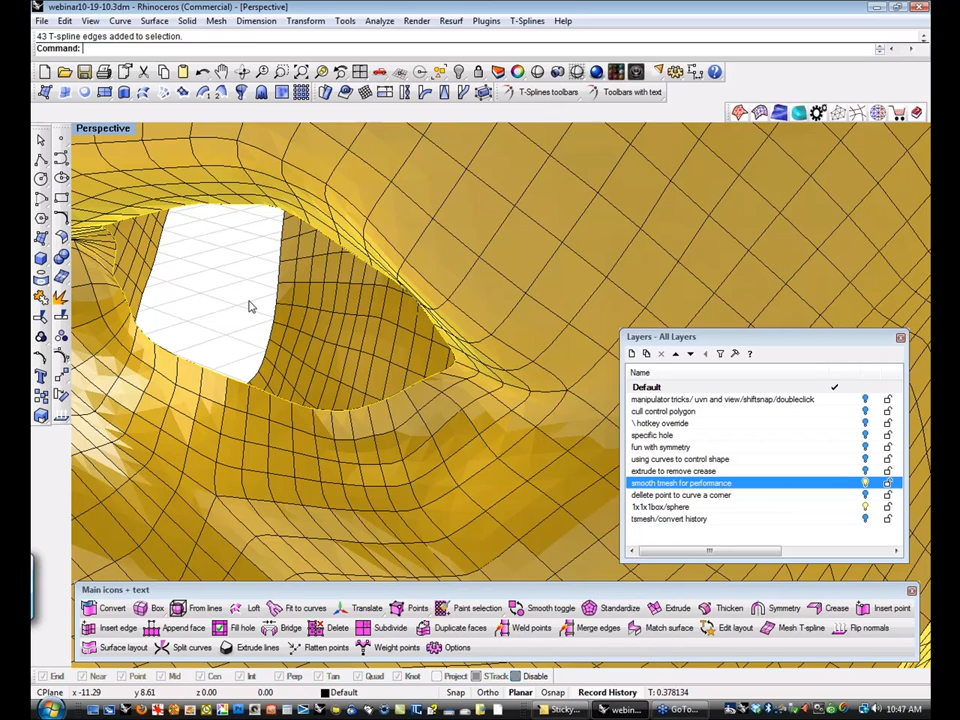 webinar10-19-10.3dm - Rhinoceros (Commercial) - [Perspective]
File Edit View Curve Surface Solid Mesh Dimension Transform Tools Analyze Render Resurf Plugins T-Splines Help
43 T-spline edges added to selection.
Command:
T-Splines toolbars Toolbars with text
Perspective
Layers - All Layers
Name
Default
manipulator tricks/ uvn and view/shiftsnap/doubleclick
cull control polygon
\ hotkey override
specific hole
fun with symmetry
using curves to control shape
extrude to remove crease
smooth tmesh for performance
dellete point to curve a corner
1x1x1box/sphere
tsmesh/convert history
Main icons + text
Convert Box From lines Loft Fit to curves Translate Points Paint selection Smooth toggle Standardize Extrude Thicken Symmetry Crease Insert point
Insert edge Append face Fill hole Bridge Delete Subdivide Duplicate faces Weld points Merge edges Match surface Edit layout Mesh T-spline Flip normals
Surface layout Split curves Extrude lines Flatten points Weight points Options
End Near Point Mid Cen Int Perp Tan Quad Knot Project STrack Disable
CPlane x -11.29 y 8.61 z 0.00 0.00 Default Snap Ortho Planar Osnap Record History T: 0.378134
Sticky... webin... GoTo... 10:47 AM